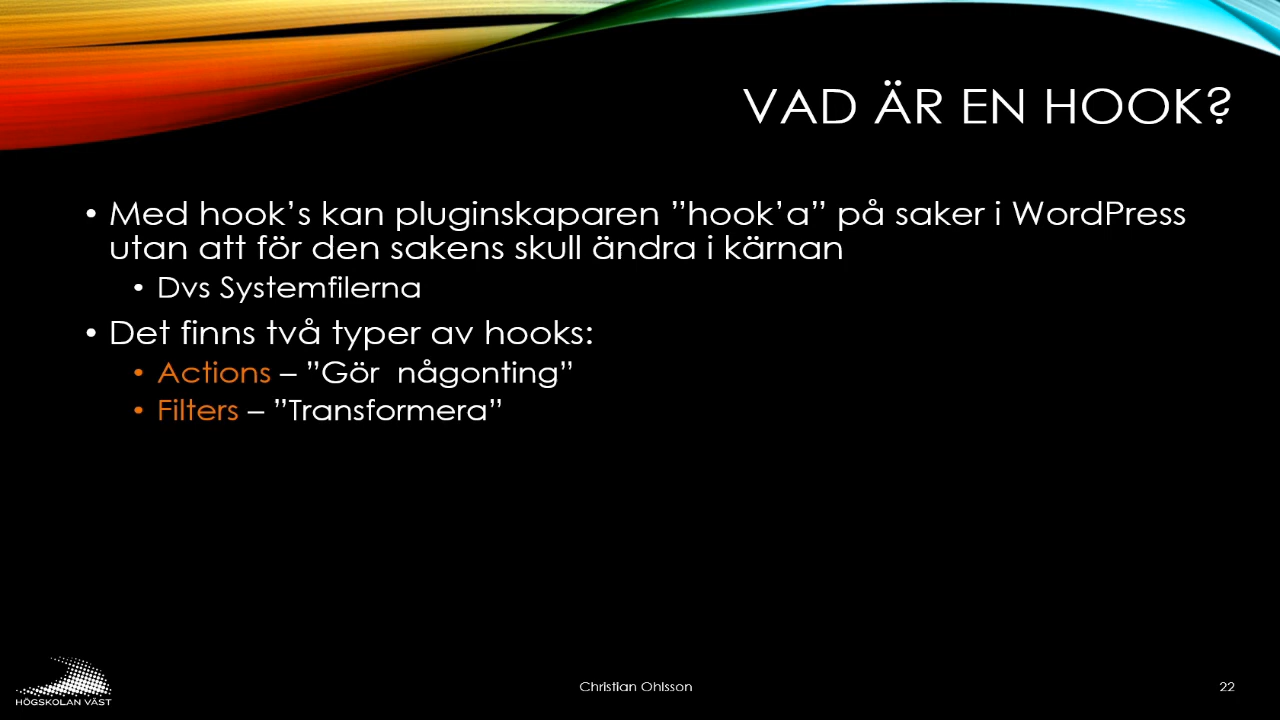 VAD ÄR EN HOOK?
• Med hook’s kan pluginskaparen ”hook’a” på saker i WordPress
utan att för den sakens skull ändra i kärnan
• Dvs Systemfilerna
• Det finns två typer av hooks:
• Actions – ”Gör  någonting”
• Filters – ”Transformera”
HÖGSKOLAN VÄST
Christian Ohlsson
22